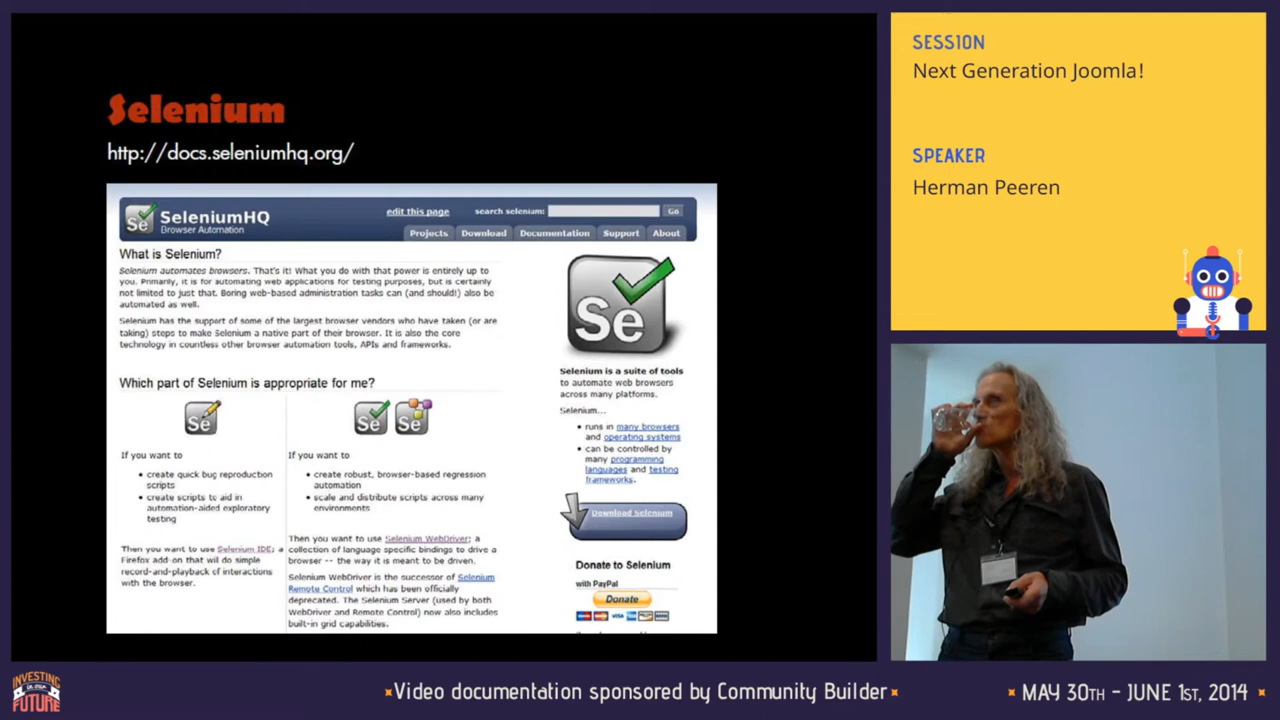 Selenium
http://docs.seleniumhq.org/
SeleniumHQ
Browser Automation
edit this page
search selenium:
Go
Projects
Download
Documentation
Support
About
What is Selenium?
Selenium automates browsers. That's it! What you do with that power is entirely up to
you. Primarily, it is for automating web applications for testing purposes, but is certainly
not limited to just that. Boring web-based administration tasks can (and should!) also be
automated as well.
Selenium has the support of some of the largest browser vendors who have taken (or are
taking) steps to make Selenium a native part of their browser. It is also the core
technology in countless other browser automation tools, APIs and frameworks.
Which part of Selenium is appropriate for me?
Se
Se
Se
If you want to
create quick bug reproduction
scripts
create scripts to aid in
automation-aided exploratory
testing
Then you want to use Selenium IDE; a
Firefox add-on that will do simple
record-and-playback of interactions
with the browser.
If you want to
create robust, browser-based regression
automation
scale and distribute scripts across many
environments
Then you want to use Selenium WebDriver; a
collection of language specific bindings to drive a
browser -- the way it is meant to be driven.
Selenium WebDriver is the successor of Selenium
Remote Control which has been officially
deprecated. The Selenium Server (used by both
WebDriver and Remote Control) now also includes
built-in grid capabilities.
Se
Selenium is a suite of tools
to automate web browsers
across many platforms.
Selenium...
runs in many browsers
and operating systems
can be controlled by
many programming
languages and testing
frameworks.
Download Selenium
Donate to Selenium
with PayPal
Donate
SESSION
Next Generation Joomla!
SPEAKER
Herman Peeren
INVESTING
IN OUR
FUTURE
Video documentation sponsored by Community Builder
MAY 30TH - JUNE 1ST, 2014